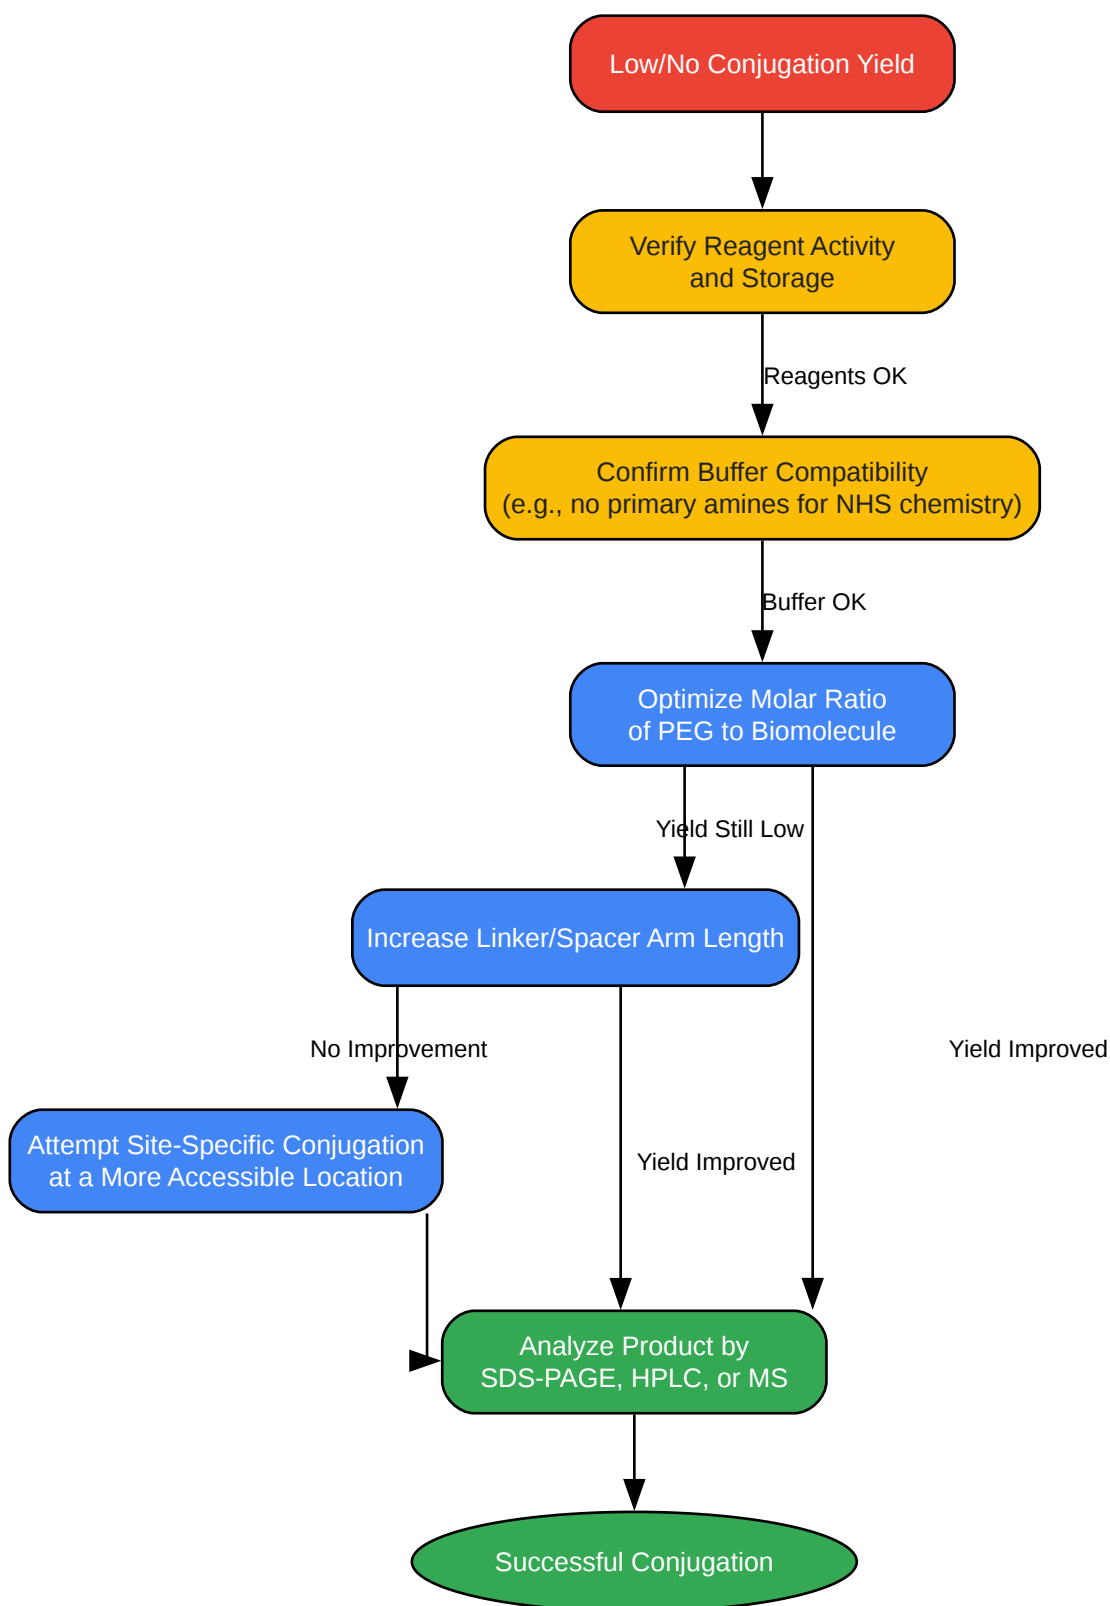 Low/No Conjugation Yield
Verify Reagent Activity
and Storage
Reagents OK
Confirm Buffer Compatibility
(e.g., no primary amines for NHS chemistry)
Buffer OK
Optimize Molar Ratio
of PEG to Biomolecule
Yield Still Low
Increase Linker/Spacer Arm Length
No Improvement
Yield Improved
Attempt Site-Specific Conjugation
at a More Accessible Location
Yield Improved
Analyze Product by
SDS-PAGE, HPLC, or MS
Successful Conjugation